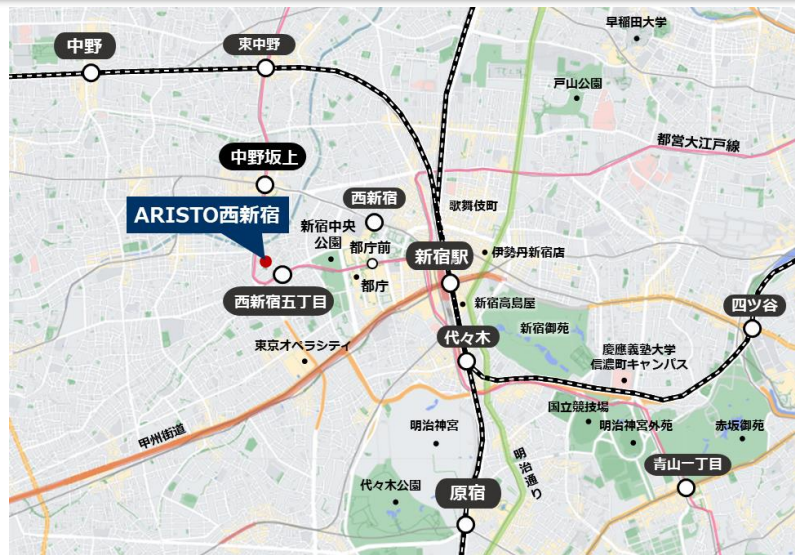 早稲田大学
中野
東中野
戸山公園
都営大江戸線
中野坂上
西新宿
歌舞伎町
ARISTO西新宿
新宿中央
公園
都庁前
伊勢丹新宿店
新宿駅
都庁
西新宿五丁目
新宿高島屋
四ツ谷
新宿御苑
代々木
東京オペラシティ
慶應義塾大学
信濃町キャンパス
国立競技場
明治神宮
明治神宮外苑
赤坂御苑
甲州街道
明治通り
青山一丁目
代々木公園
原宿